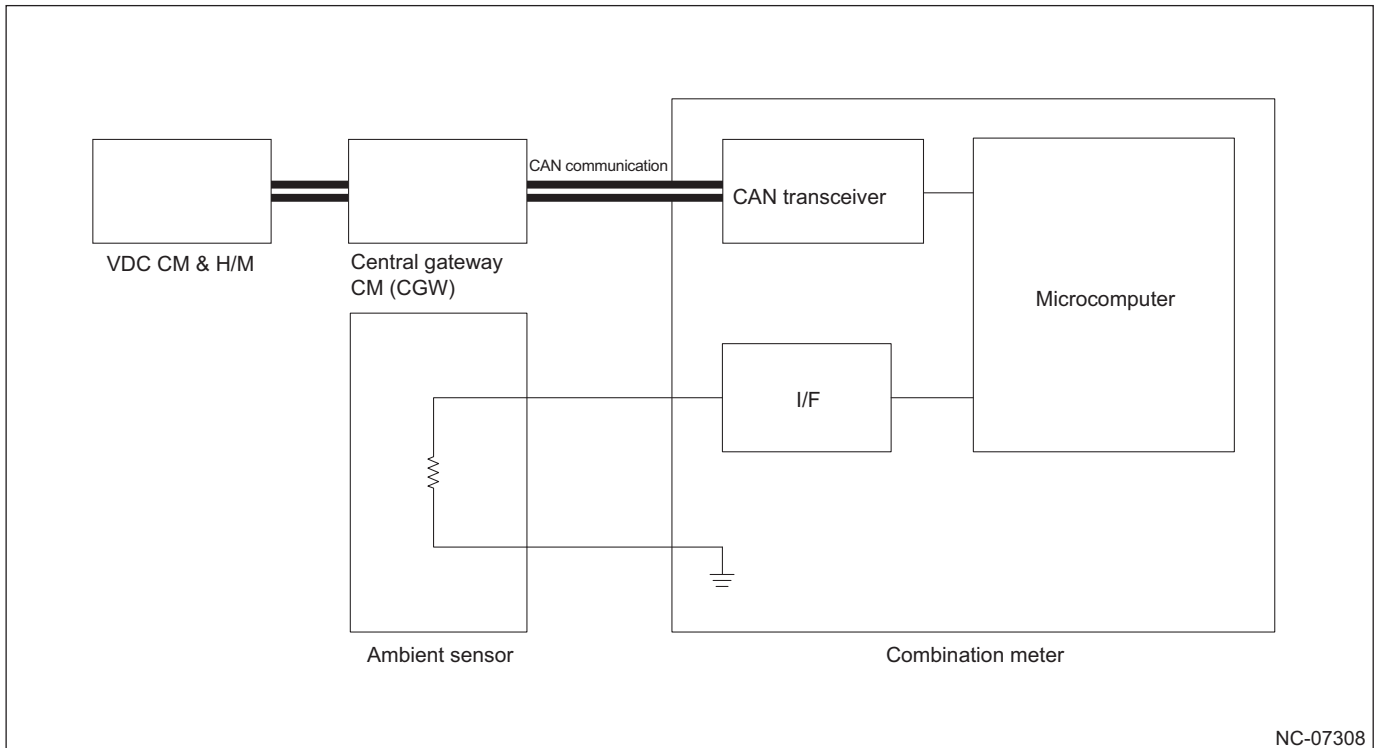 CAN communication
CAN transceiver
VDC CM & H/M
Central gateway
CM (CGW)
Microcomputer
I/F
Ambient sensor
Combination meter
NC-07308